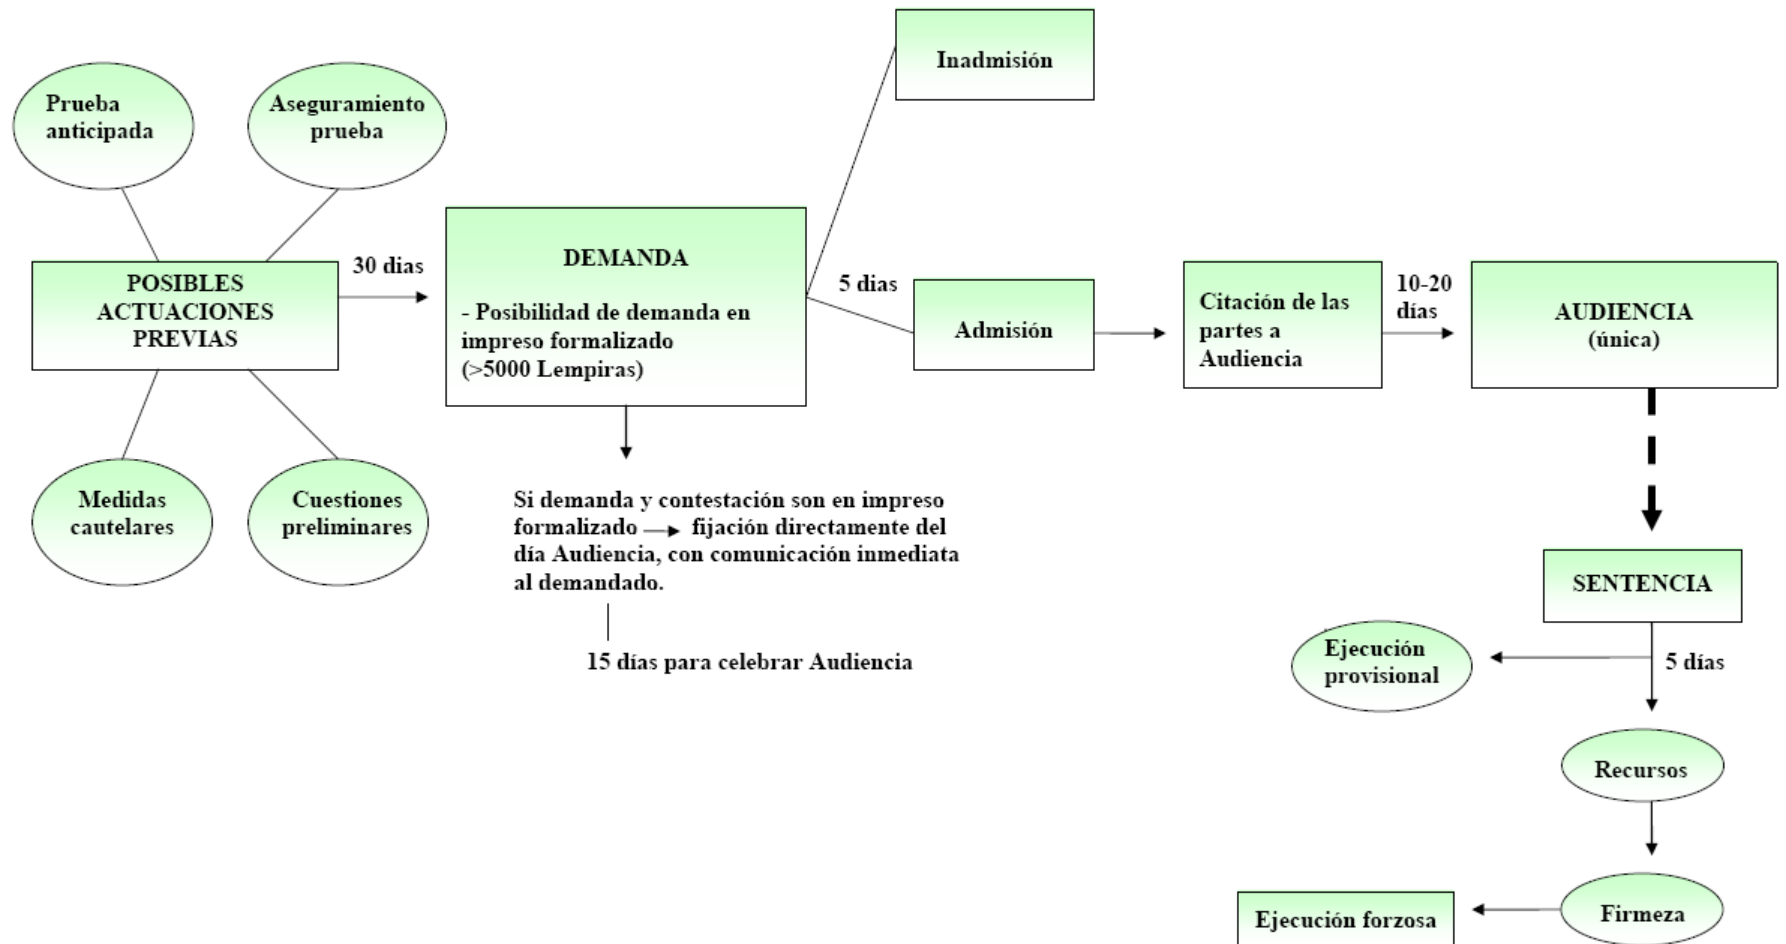 Inadmisión
Prueba
anticipada
Aseguramiento
prueba
POSIBLES
ACTUACIONES
PREVIAS
30 dias
DEMANDA
- Posibilidad de demanda en
impreso formalizado
(>5000 Lempiras)
5 dias
Admisión
Citación de las
partes a
Audiencia
10-20
días
AUDIENCIA
(única)
Medidas
cautelares
Cuestiones
preliminares
Si demanda y contestación son en impreso
formalizado → fijación directamente del
día Audiencia, con comunicación inmediata
al demandado.
15 días para celebrar Audiencia
SENTENCIA
Ejecución
provisional
5 días
Recursos
Firmeza
Ejecución forzosa